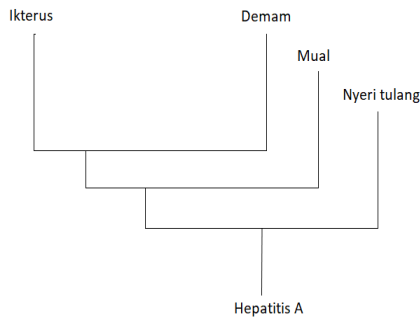 Ikterus
Demam
Mual
Nyeri tulang
Hepatitis A